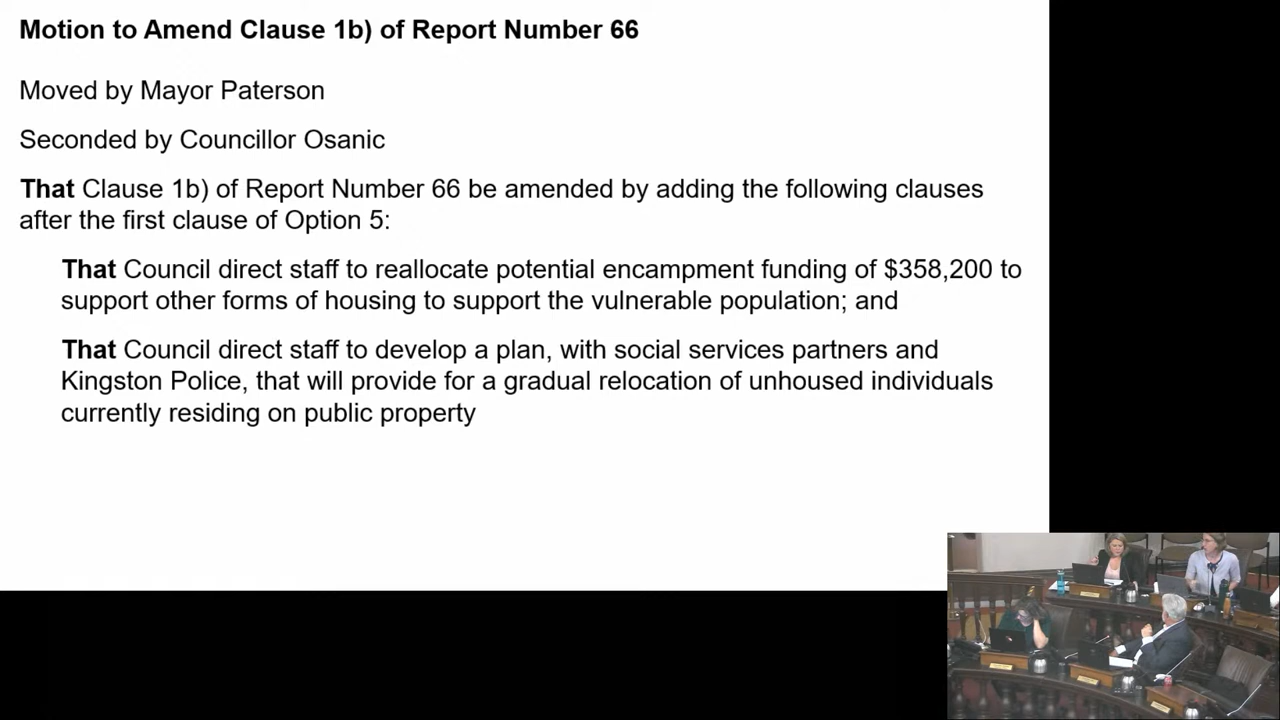 Motion to Amend Clause 1b) of Report Number 66
Moved by Mayor Paterson
Seconded by Councillor Osanic
That Clause 1b) of Report Number 66 be amended by adding the following clauses
after the first clause of Option 5:
That Council direct staff to reallocate potential encampment funding of $358,200 to
support other forms of housing to support the vulnerable population; and
That Council direct staff to develop a plan, with social services partners and
Kingston Police, that will provide for a gradual relocation of unhoused individuals
currently residing on public property